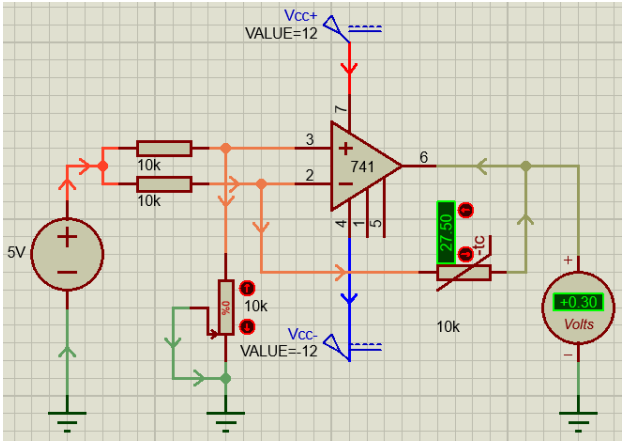 Vcc+
VALUE=12
7
10k
3
+
741
6
10k
2
−
4
1
5
5V
+
−
27.50
-tc
%0
10k
10k
+
+0.30
Volts
−
Vcc-
VALUE=-12